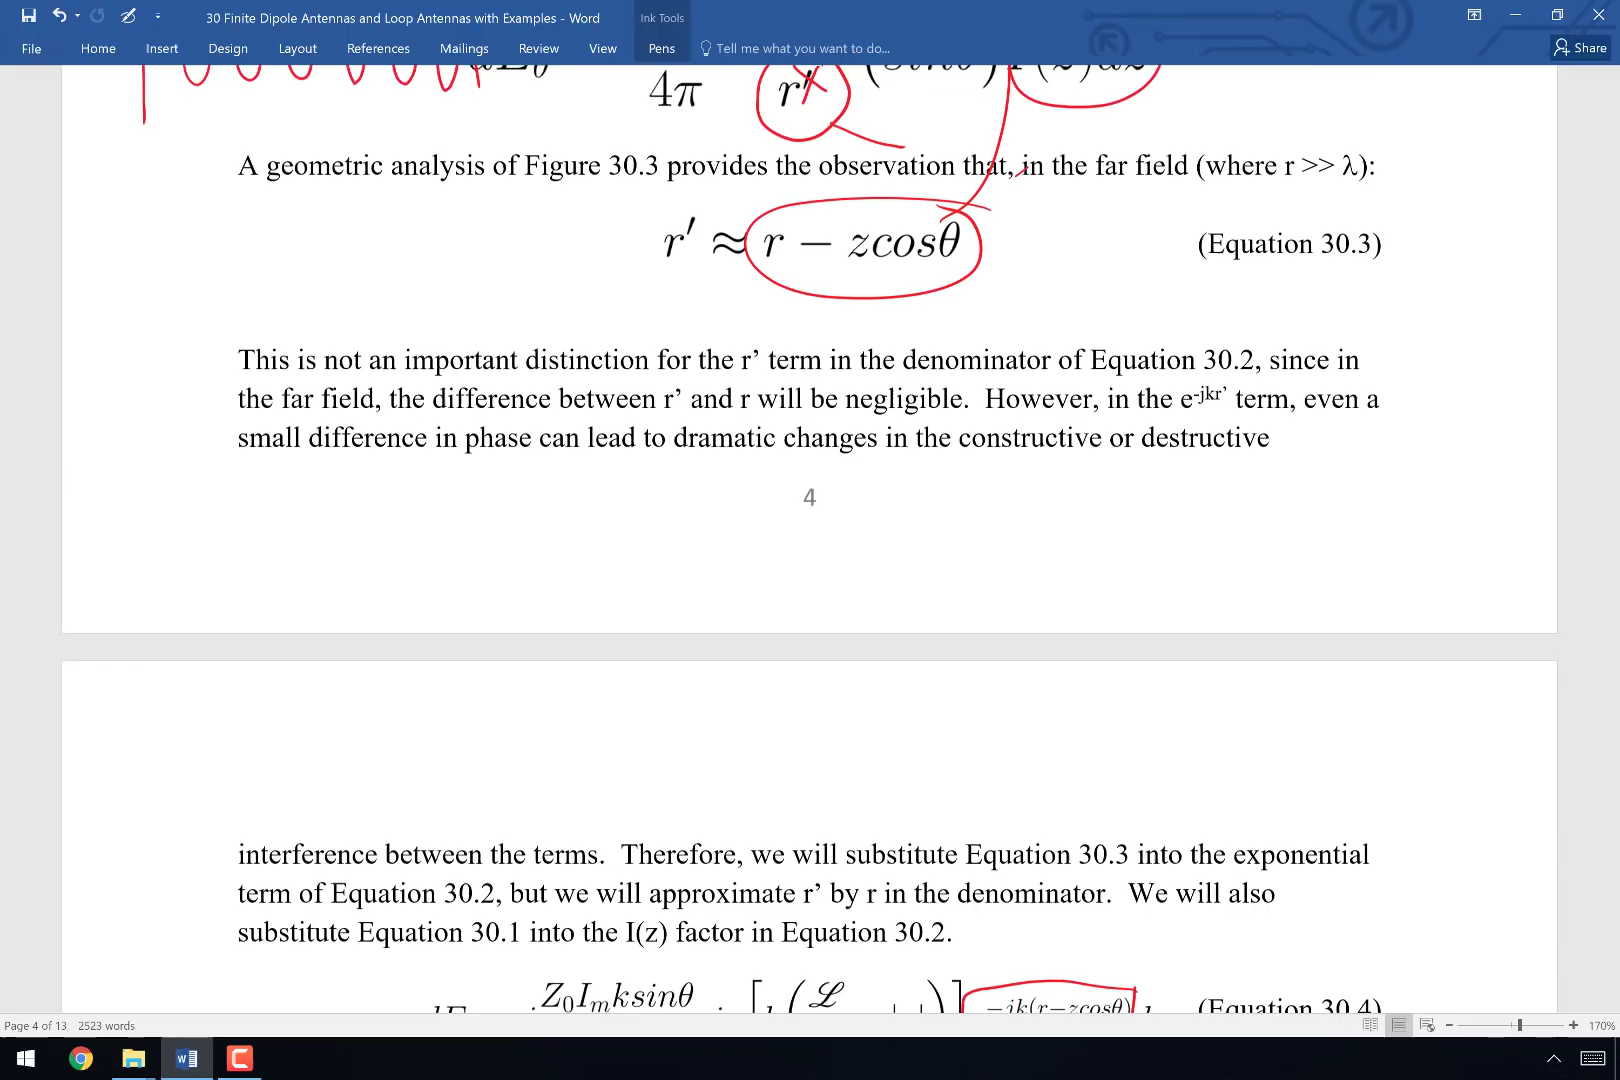 30 Finite Dipole Antennas and Loop Antennas with Examples - Word
Ink Tools
File Home Insert Design Layout References Mailings Review View Pens Tell me what you want to do... Share
4π r'
A geometric analysis of Figure 30.3 provides the observation that, in the far field (where r >> λ):
r′ ≈ r − zcosθ (Equation 30.3)
This is not an important distinction for the r’ term in the denominator of Equation 30.2, since in
the far field, the difference between r’ and r will be negligible. However, in the e-jkr’ term, even a
small difference in phase can lead to dramatic changes in the constructive or destructive
4
interference between the terms. Therefore, we will substitute Equation 30.3 into the exponential
term of Equation 30.2, but we will approximate r’ by r in the denominator. We will also
substitute Equation 30.1 into the I(z) factor in Equation 30.2.
Z₀Iₘksinθ [ ( ℒ ) ] −jk(r−zcosθ) (Equation 30.4)
Page 4 of 13 2523 words 170%